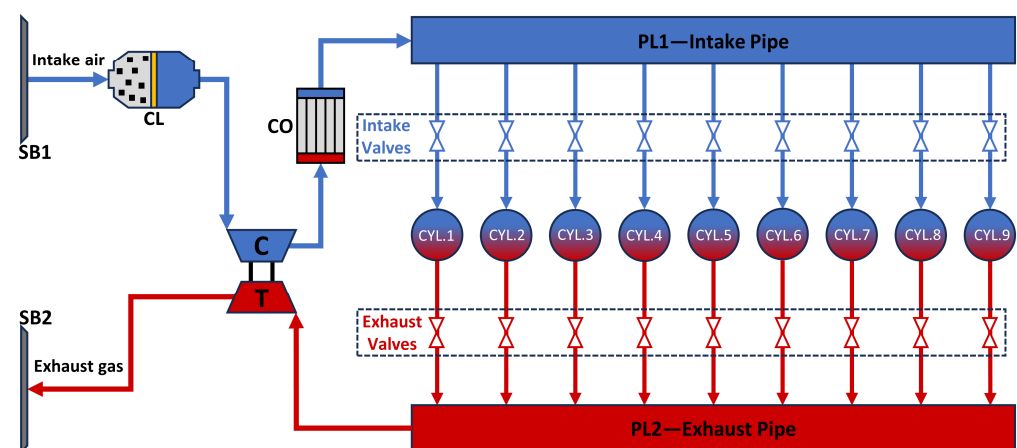 PL1—Intake Pipe
Intake air
CL
SB1
CO
Intake
Valves
CYL.1
CYL.2
CYL.3
CYL.4
CYL.5
CYL.6
CYL.7
CYL.8
CYL.9
C
T
SB2
Exhaust
Valves
Exhaust gas
PL2—Exhaust Pipe